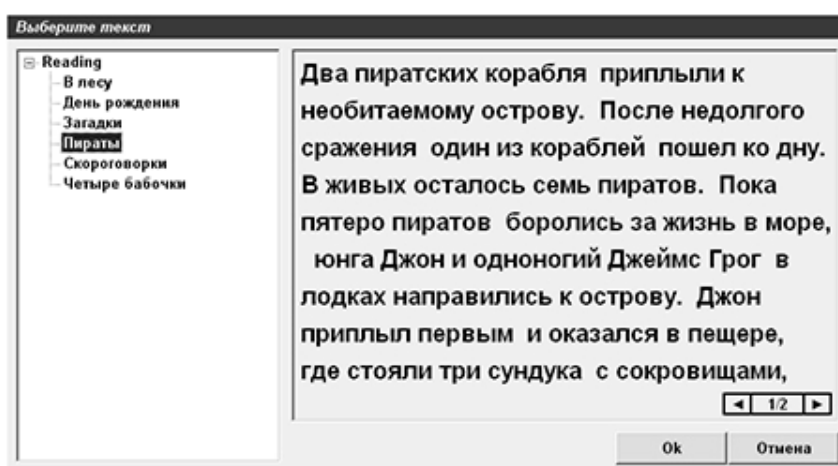 Выберите текст
Reading
В лесу
День рождения
Загадки
Пираты
Скороговорки
Четыре бабочки
Два пиратских корабля приплыли к
необитаемому острову. После недолгого
сражения один из кораблей пошел ко дну.
В живых осталось семь пиратов. Пока
пятеро пиратов боролись за жизнь в море,
юнга Джон и одноногий Джеймс Грог в
лодках направились к острову. Джон
приплыл первым и оказался в пещере,
где стояли три сундука с сокровищами,
1/2
Ok Отмена